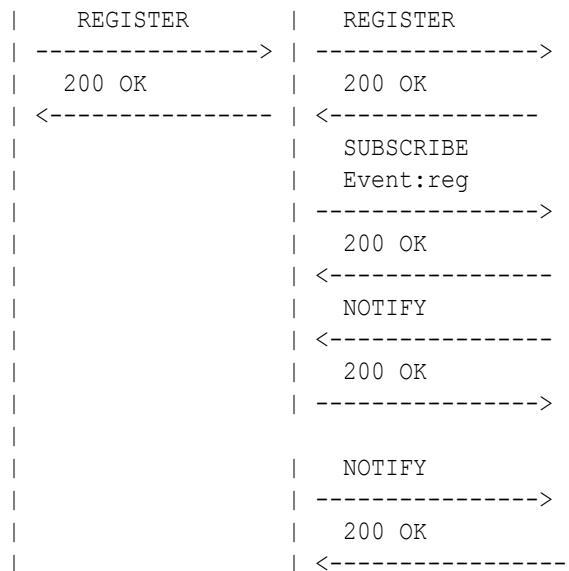 |    REGISTER       |   REGISTER
| ----------------> | ---------------->
|   200 OK          |   200 OK
| <---------------- | <---------------
|                   |   SUBSCRIBE
|                   |   Event:reg
|                   | ---------------->
|                   |   200 OK
|                   | <----------------
|                   |   NOTIFY
|                   | <----------------
|                   |   200 OK
|                   | ---------------->
|
|                   |   NOTIFY
|                   | ---------------->
|                   |   200 OK
|                   | <-----------------